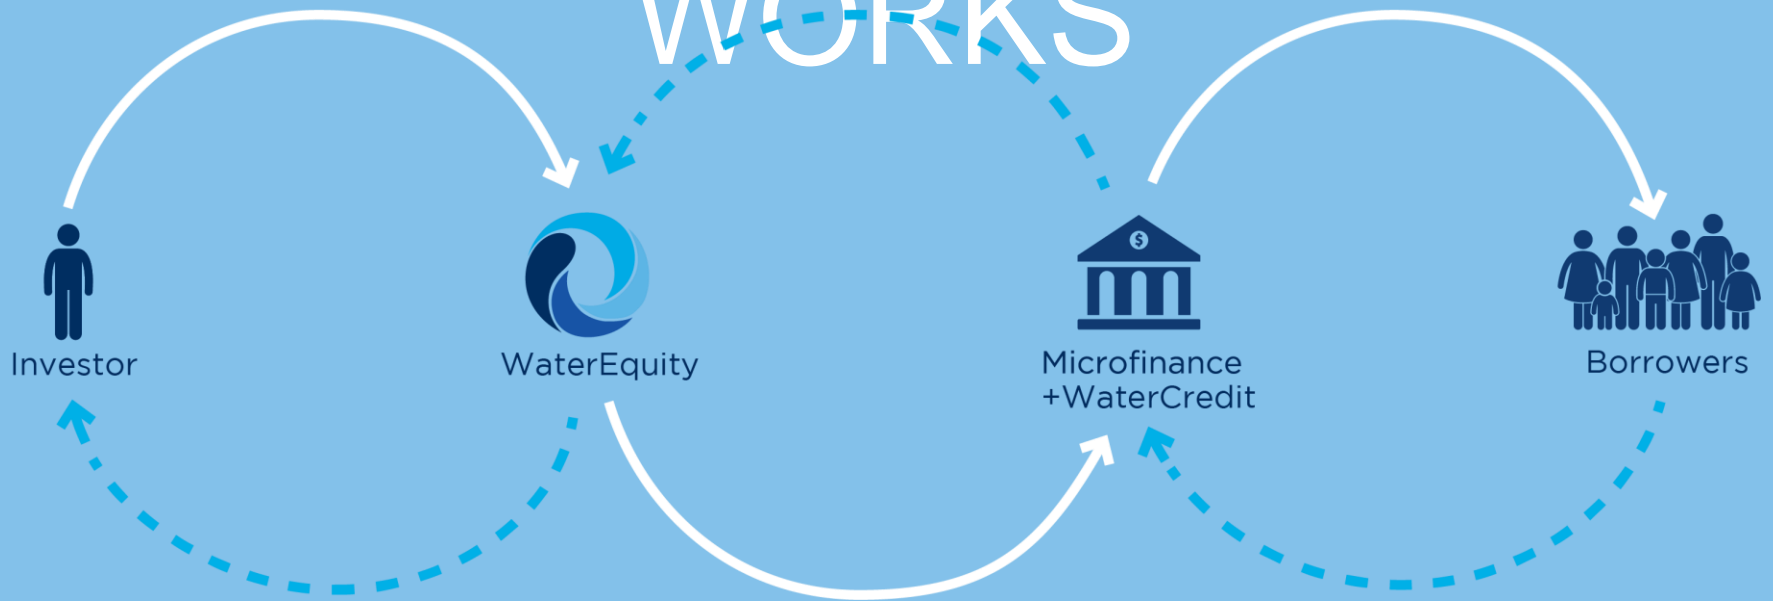 WORKS
$
Investor
WaterEquity
Microfinance
+WaterCredit
Borrowers